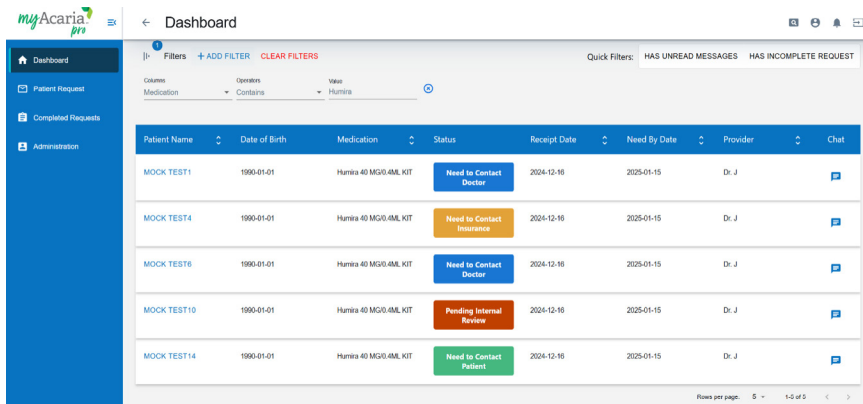 myAcaria pro
Dashboard
Patient Request
Completed Requests
Administration
Dashboard
1
Filters + ADD FILTER CLEAR FILTERS
Quick Filters: HAS UNREAD MESSAGES HAS INCOMPLETE REQUEST
Columns Operators Value
Medication Contains Humira
Patient Name Date of Birth Medication Status Receipt Date Need By Date Provider Chat
MOCK TEST1 1990-01-01 Humira 40 MG/0.4ML KIT Need to Contact Doctor 2024-12-16 2025-01-15 Dr. J
MOCK TEST4 1990-01-01 Humira 40 MG/0.4ML KIT Need to Contact Insurance 2024-12-16 2025-01-15 Dr. J
MOCK TEST6 1990-01-01 Humira 40 MG/0.4ML KIT Need to Contact Doctor 2024-12-16 2025-01-15 Dr. J
MOCK TEST10 1990-01-01 Humira 40 MG/0.4ML KIT Pending Internal Review 2024-12-16 2025-01-15 Dr. J
MOCK TEST14 1990-01-01 Humira 40 MG/0.4ML KIT Need to Contact Patient 2024-12-16 2025-01-15 Dr. J
Rows per page. 5 1-5 of 5